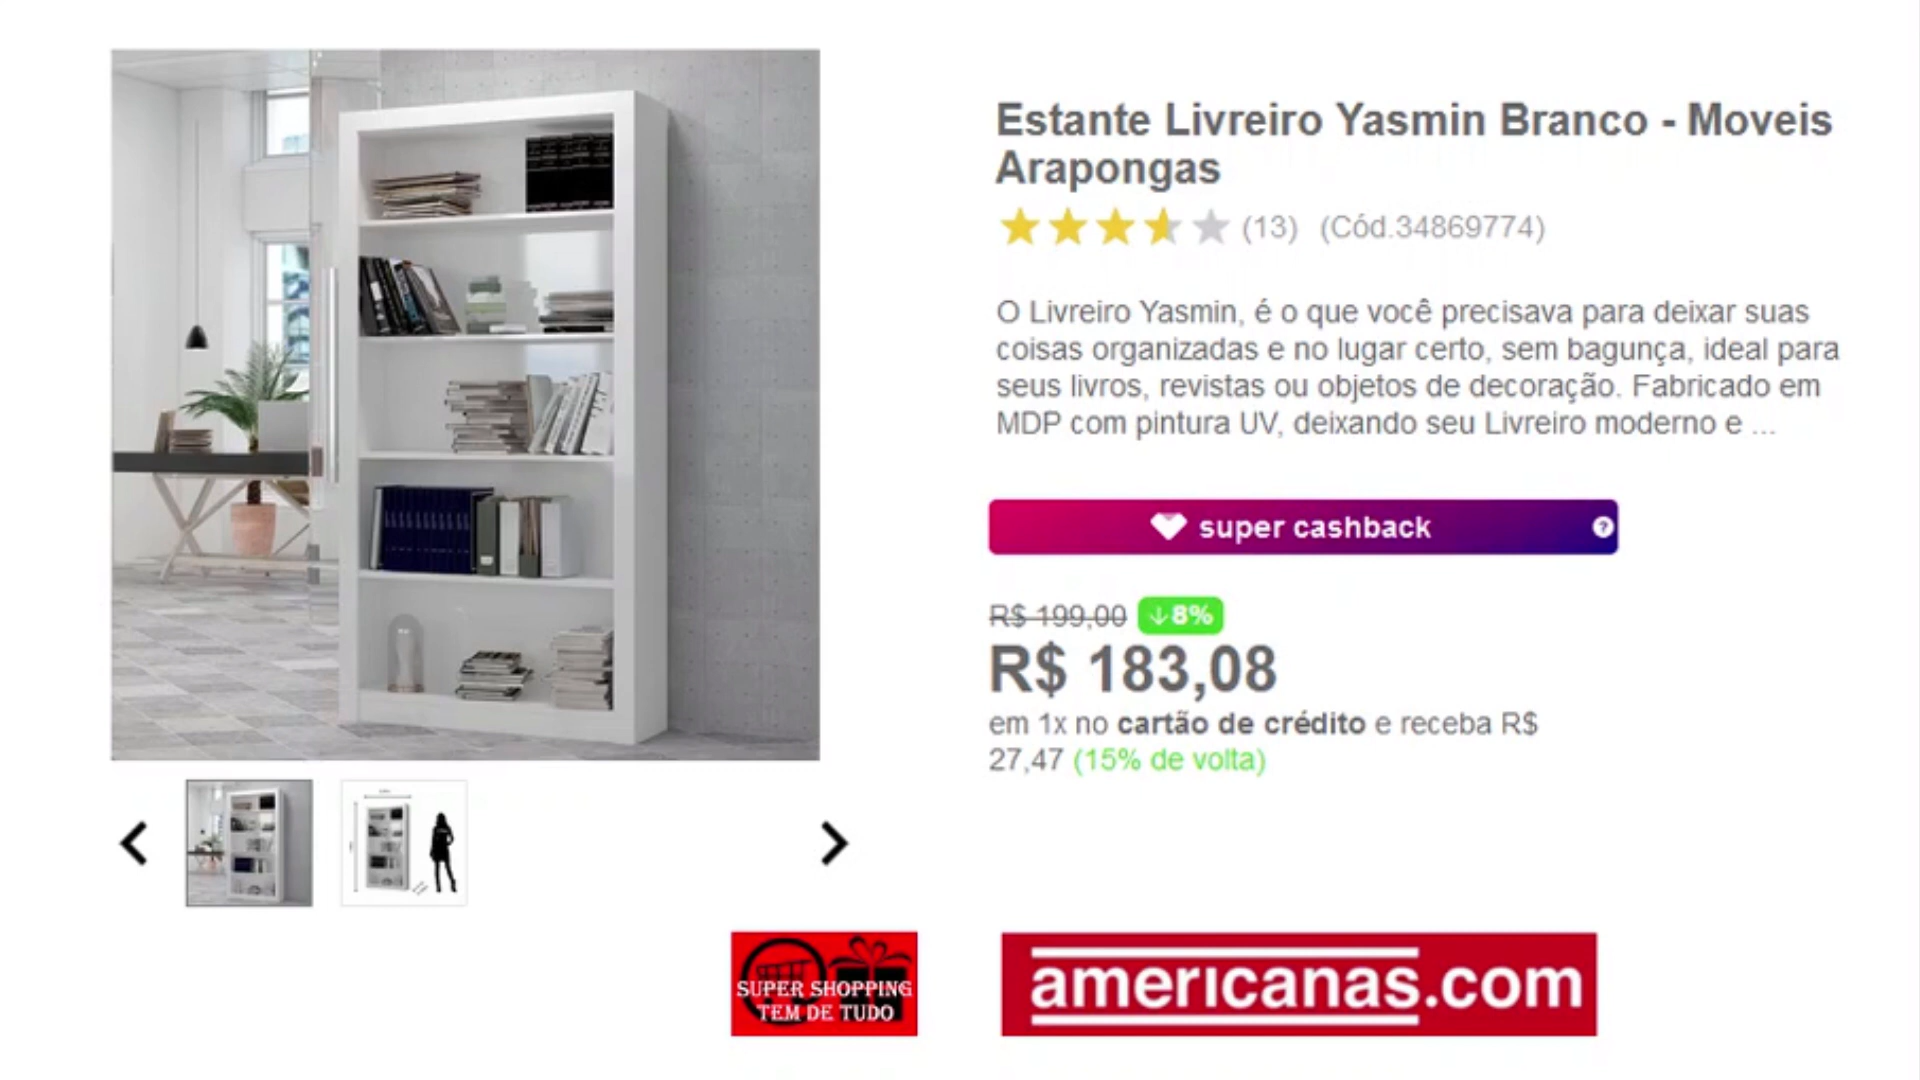 Estante Livreiro Yasmin Branco - Moveis
Arapongas
(13) (Cód.34869774)
O Livreiro Yasmin, é o que você precisava para deixar suas
coisas organizadas e no lugar certo, sem bagunça, ideal para
seus livros, revistas ou objetos de decoração. Fabricado em
MDP com pintura UV, deixando seu Livreiro moderno e ...
super cashback ?
R$ 199,00 ↓8%
R$ 183,08
em 1x no cartão de crédito e receba R$
27,47 (15% de volta)
SUPER SHOPPING
TEM DE TUDO
americanas.com